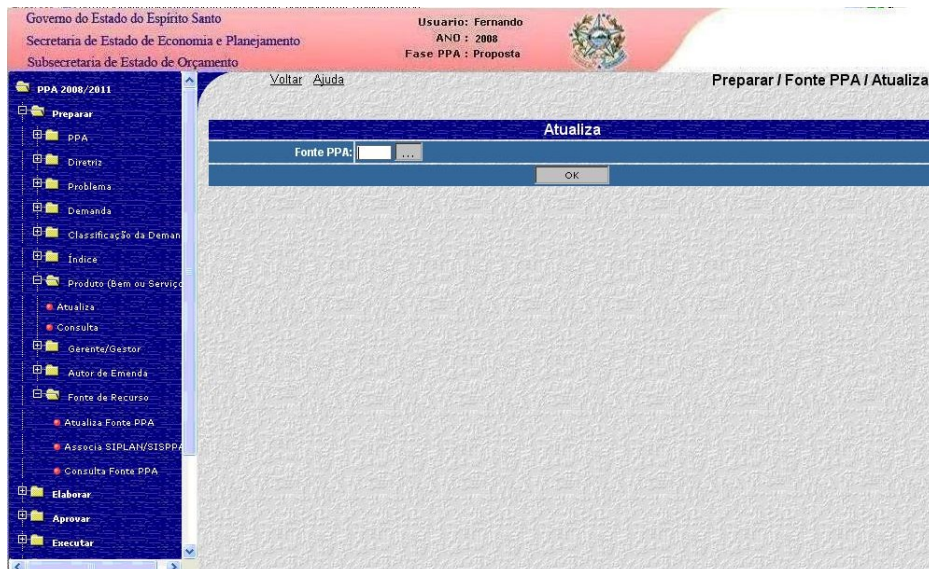 Governo do Estado do Espírito Santo
Secretaria de Estado de Economia e Planejamento
Subsecretaria de Estado de Orçamento
Usuario: Fernando
ANO : 2008
Fase PPA : Proposta
Voltar Ajuda
Preparar / Fonte PPA / Atualiza
PPA 2008/2011
Preparar
PPA
Diretriz
Problema
Demanda
Classificação da Deman
Índice
Produto (Bem ou Serviço
Atualiza
Consulta
Gerente/Gestor
Autor de Emenda
Fonte de Recurso
Atualiza Fonte PPA
Associa SIPLAN/SISPPA
Consulta Fonte PPA
Elaborar
Aprovar
Executar
Atualiza
Fonte PPA:
...
OK